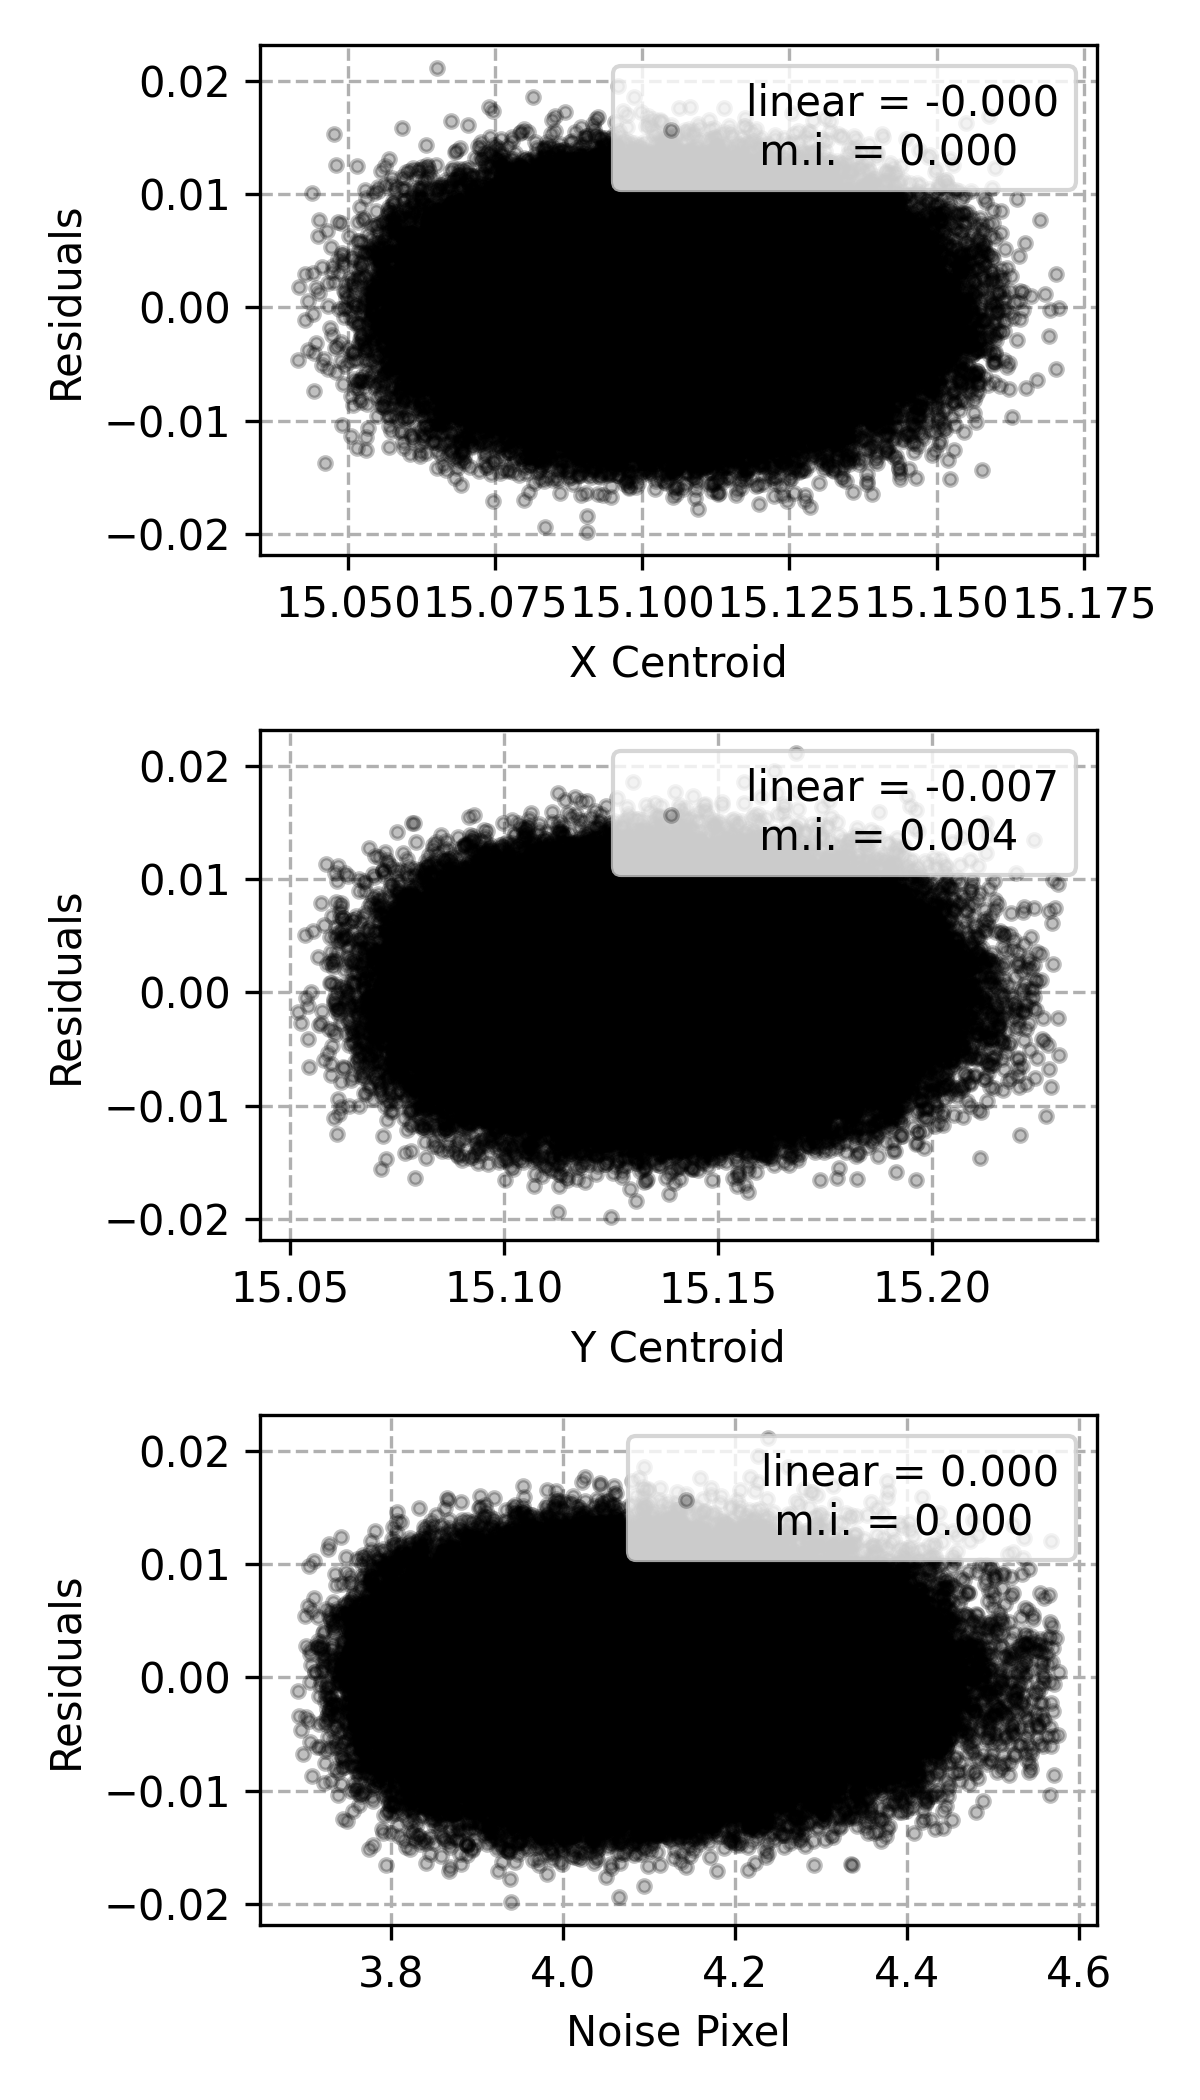 0.02
0.01
0.00
−0.01
−0.02
Residuals
linear = -0.000
m.i. = 0.000
15.050 15.075 15.100 15.125 15.150 15.175
X Centroid
0.02
0.01
0.00
−0.01
−0.02
Residuals
linear = -0.007
m.i. = 0.004
15.05 15.10 15.15 15.20
Y Centroid
0.02
0.01
0.00
−0.01
−0.02
Residuals
linear = 0.000
m.i. = 0.000
3.8 4.0 4.2 4.4 4.6
Noise Pixel